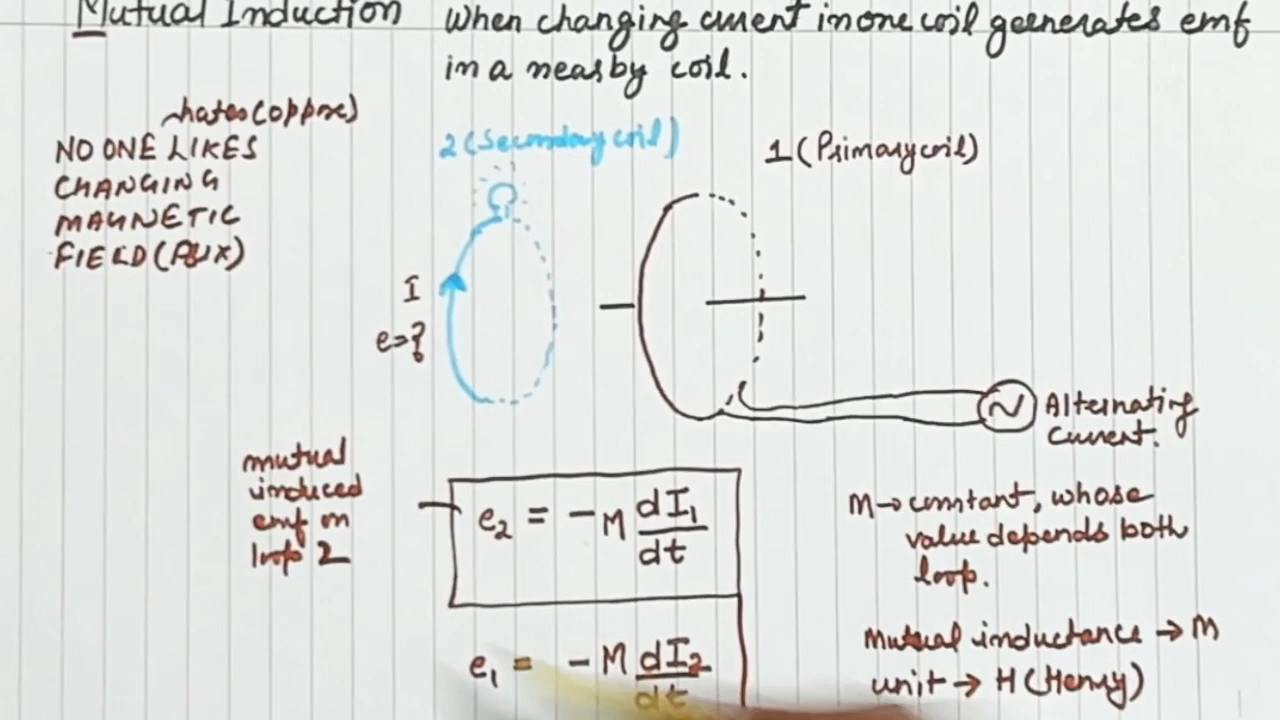 Mutual Induction
When changing current in one coil geenerates emf
in a nearby coil.
hates (oppose)
NO ONE LIKES
CHANGING
MAGNETIC
FIELD (FLUX)
2 (Secondary coil)
1 (Primary coil)
I
e=?
~ Alternating
Current.
mutual
induced
emf on
loop 2
e₂ = -M dI₁/dt
M→constant, whose
value depends both
loop.
Mutual inductance → M
unit → H (Henry)
e₁ = -M dI₂/dt